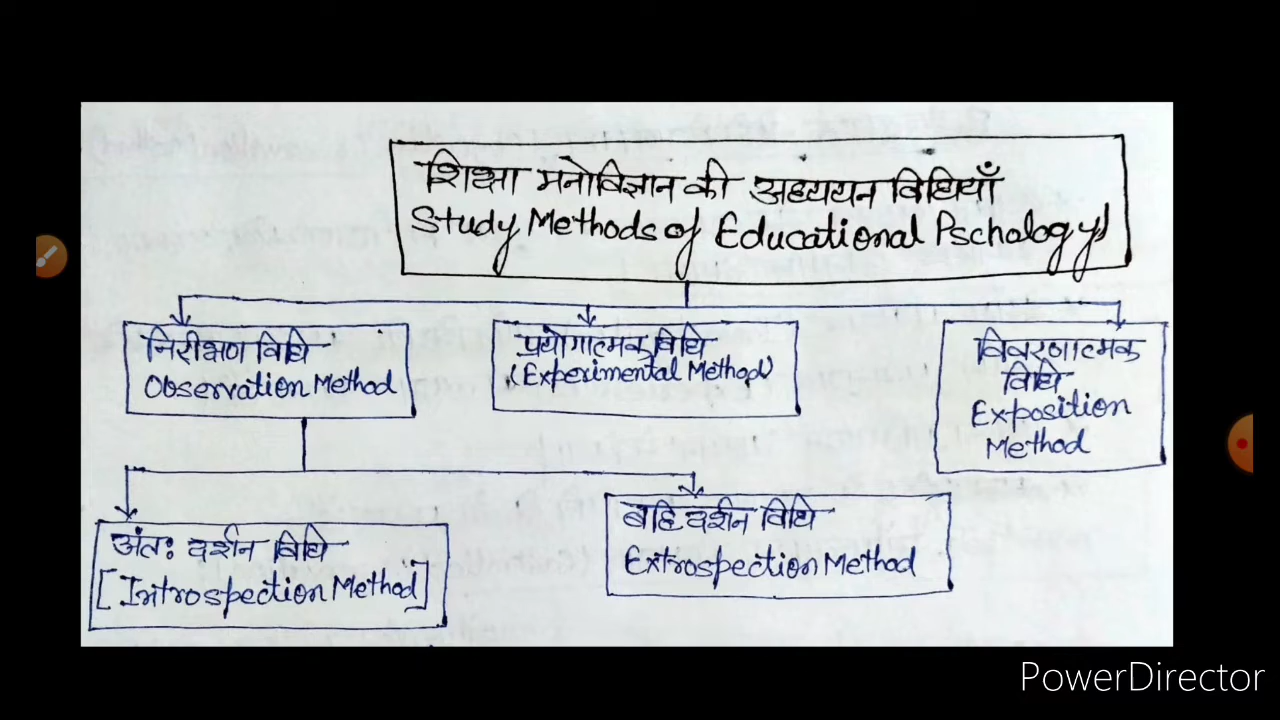 शिक्षा मनोविज्ञान की अध्ययन विधियाँ
Study Methods of Educational Pschology)
निरीक्षण विधि
Observation Method
प्रयोगात्मक विधि
(Experimental Method)
विवरणात्मक
विधि
Exposition
Method
अंतः दर्शन विधि
[Introspection Method]
बहि दर्शन विधि
Extrospection Method
PowerDirector